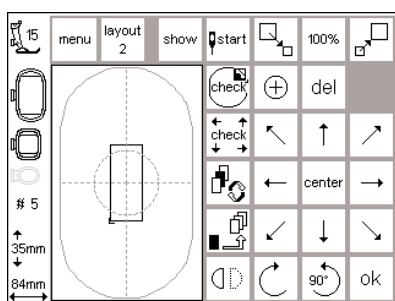 15
menu
layout
2
show
start
100%
check
del
check
center
# 5
35mm
84mm
90°
ok